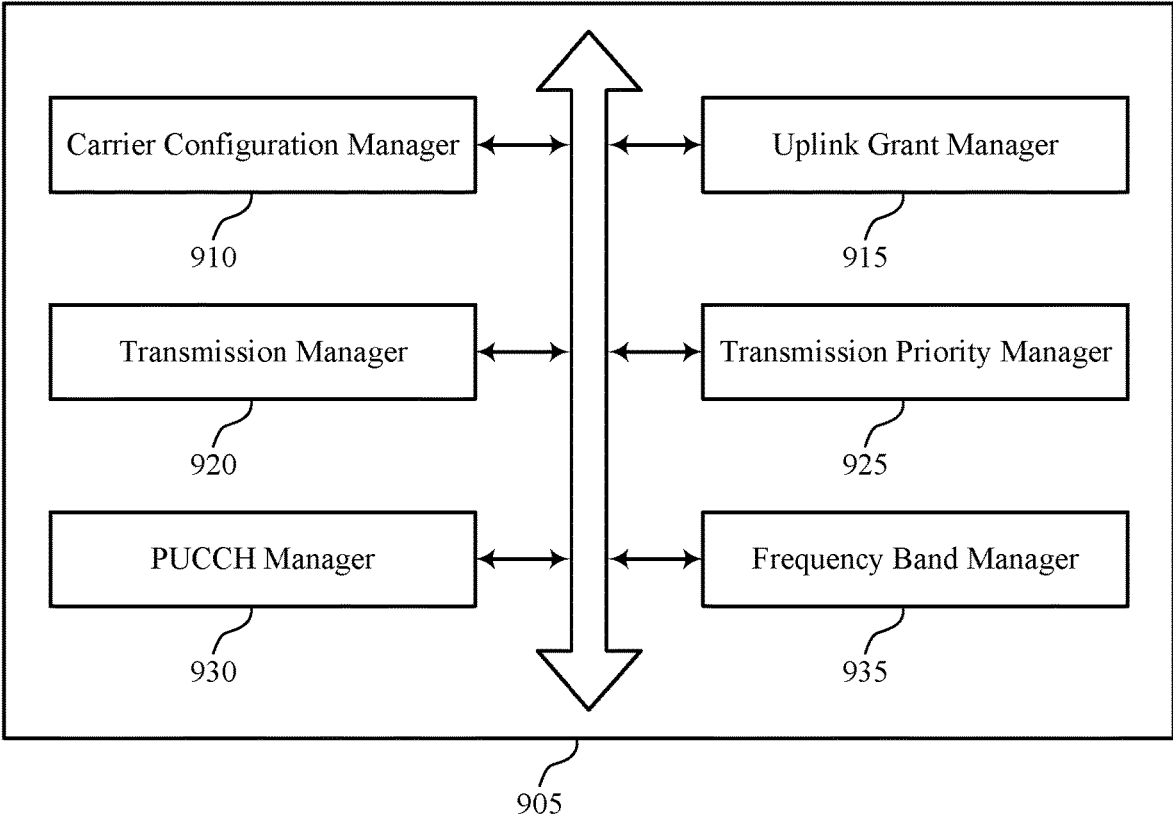 Carrier Configuration Manager
Uplink Grant Manager
910
915
Transmission Manager
Transmission Priority Manager
920
925
PUCCH Manager
Frequency Band Manager
930
935
905